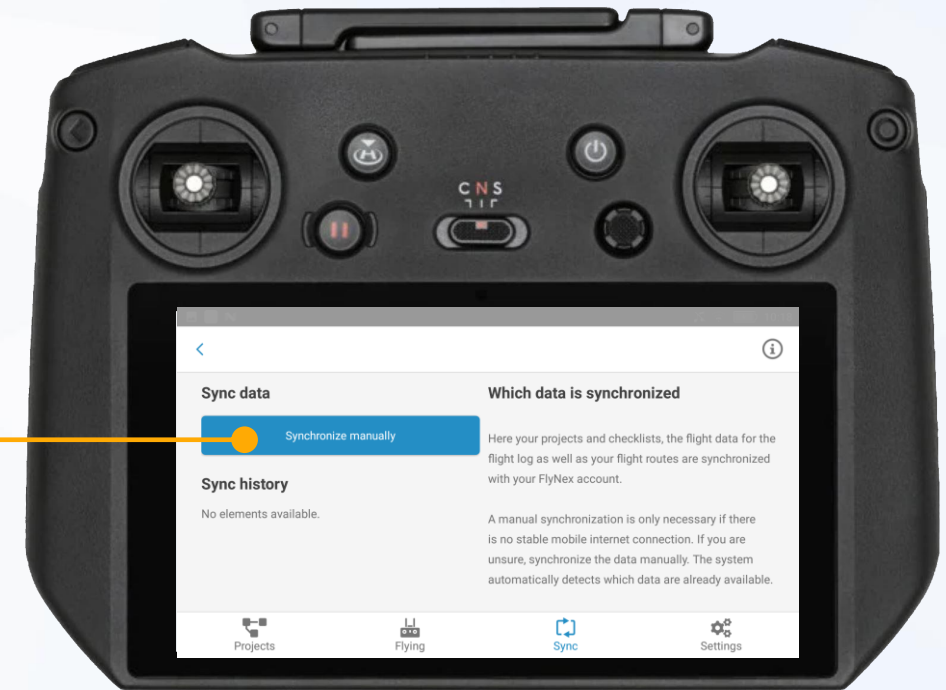 C N S
Sync data
Synchronize manually
Sync history
No elements available.
Which data is synchronized
Here your projects and checklists, the flight data for the
flight log as well as your flight routes are synchronized
with your FlyNex account.
A manual synchronization is only necessary if there
is no stable mobile internet connection. If you are
unsure, synchronize the data manually. The system
automatically detects which data are already available.
Projects
Flying
Sync
Settings